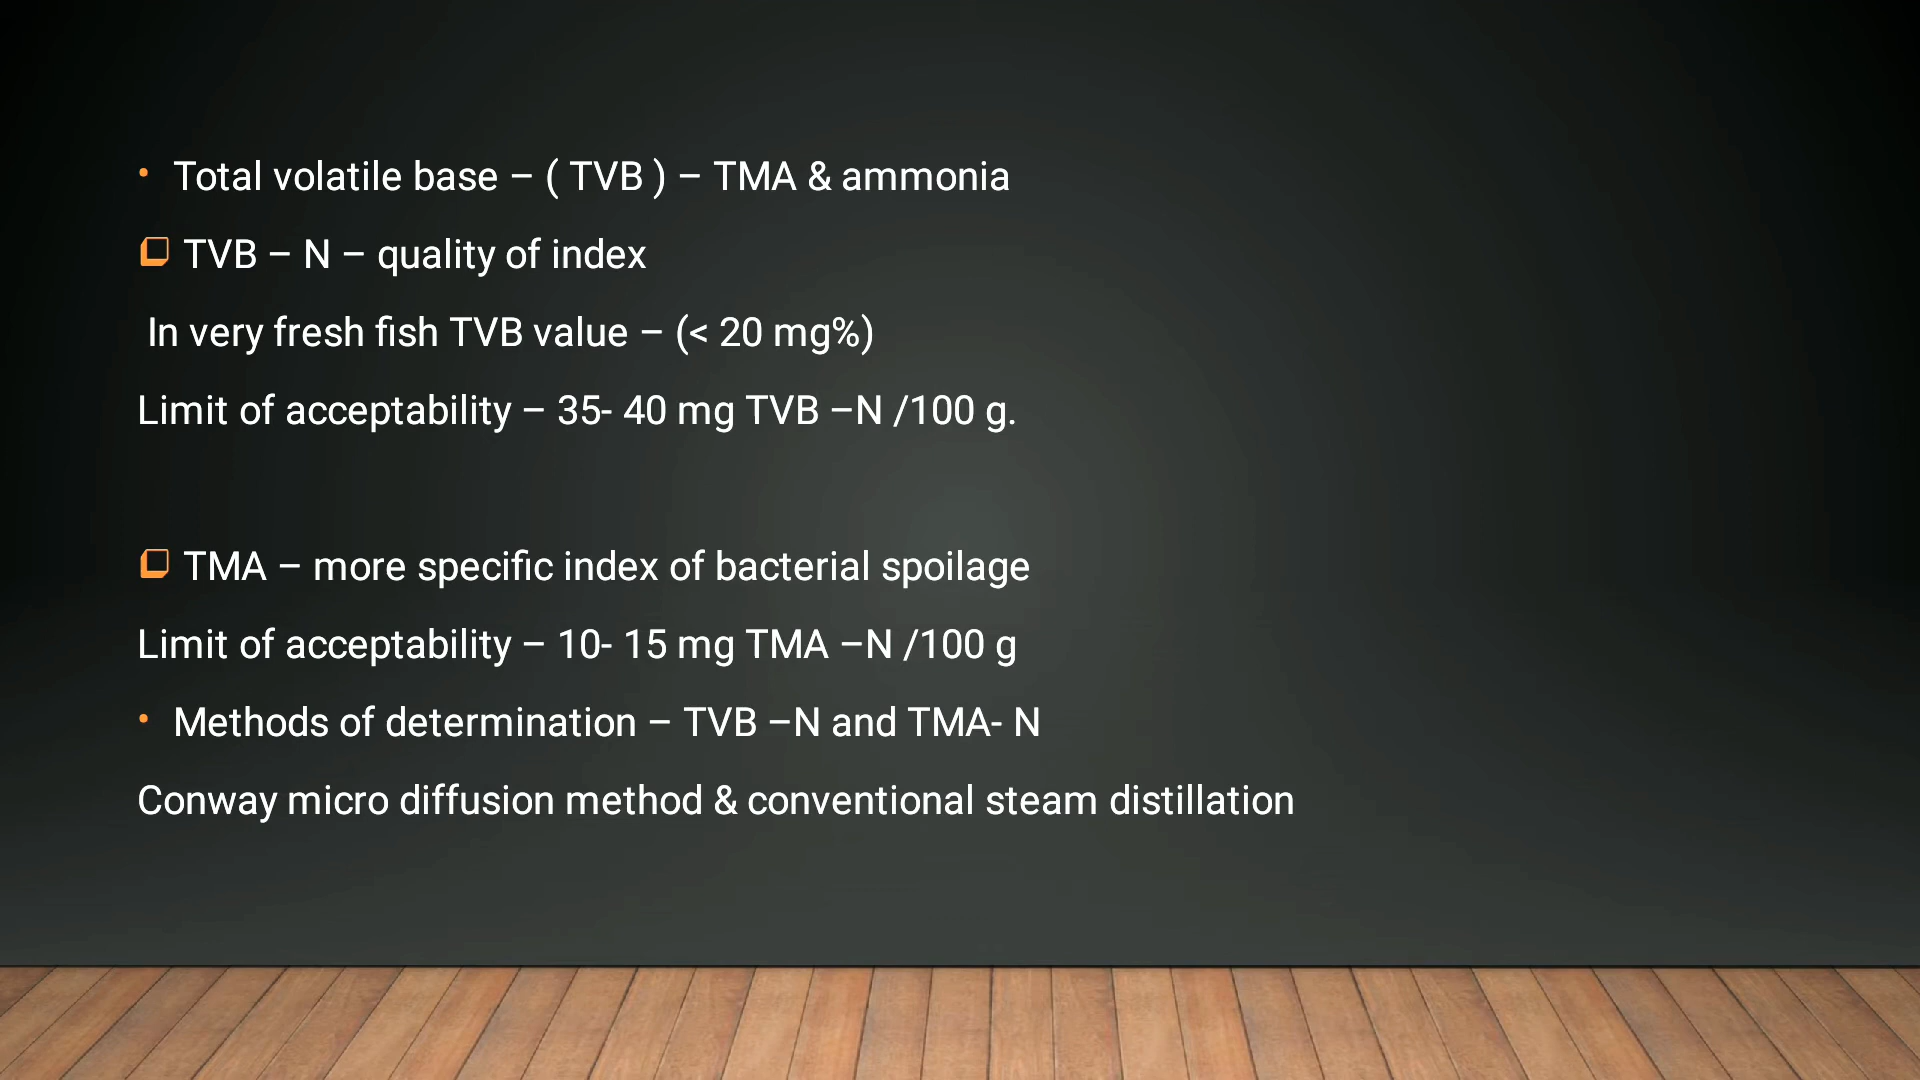 • Total volatile base – ( TVB ) – TMA & ammonia
❑ TVB – N – quality of index
In very fresh fish TVB value – (< 20 mg%)
Limit of acceptability – 35- 40 mg TVB –N /100 g.
❑ TMA – more specific index of bacterial spoilage
Limit of acceptability – 10- 15 mg TMA –N /100 g
• Methods of determination – TVB –N and TMA- N
Conway micro diffusion method & conventional steam distillation